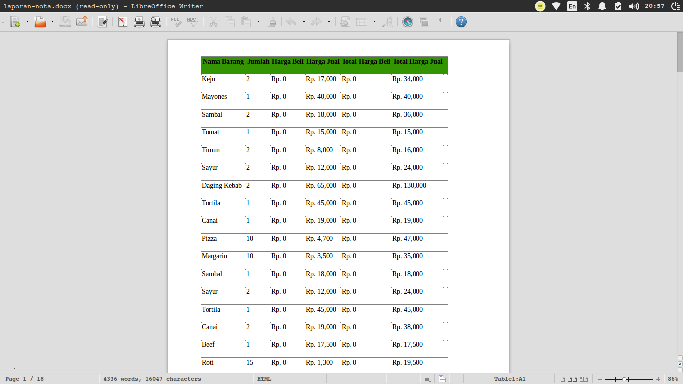 laporan-nota.docx (read-only) - LibreOffice Writer
En
20:57
Nama Barang Jumlah Harga Beli Harga Jual Total Harga Beli Total Harga Jual
Keju 2 Rp. 0 Rp. 17,000 Rp. 0 Rp. 34,000
Mayones 1 Rp. 0 Rp. 40,000 Rp. 0 Rp. 40,000
Sambal 2 Rp. 0 Rp. 18,000 Rp. 0 Rp. 36,000
Tomat 1 Rp. 0 Rp. 15,000 Rp. 0 Rp. 15,000
Timun 2 Rp. 0 Rp. 8,000 Rp. 0 Rp. 16,000
Sayur 2 Rp. 0 Rp. 12,000 Rp. 0 Rp. 24,000
Daging Kebab 2 Rp. 0 Rp. 65,000 Rp. 0 Rp. 130,000
Tortila 1 Rp. 0 Rp. 45,000 Rp. 0 Rp. 45,000
Canai 1 Rp. 0 Rp. 19,000 Rp. 0 Rp. 19,000
Pizza 10 Rp. 0 Rp. 4,700 Rp. 0 Rp. 47,000
Margarin 10 Rp. 0 Rp. 3,500 Rp. 0 Rp. 35,000
Sambal 1 Rp. 0 Rp. 18,000 Rp. 0 Rp. 18,000
Sayur 2 Rp. 0 Rp. 12,000 Rp. 0 Rp. 24,000
Tortila 1 Rp. 0 Rp. 45,000 Rp. 0 Rp. 45,000
Canai 2 Rp. 0 Rp. 19,000 Rp. 0 Rp. 38,000
Beef 1 Rp. 0 Rp. 17,500 Rp. 0 Rp. 17,500
Roti 15 Rp. 0 Rp. 1,300 Rp. 0 Rp. 19,500
Page 1 / 18 4336 words, 16047 characters HTML Table1:A1 86%